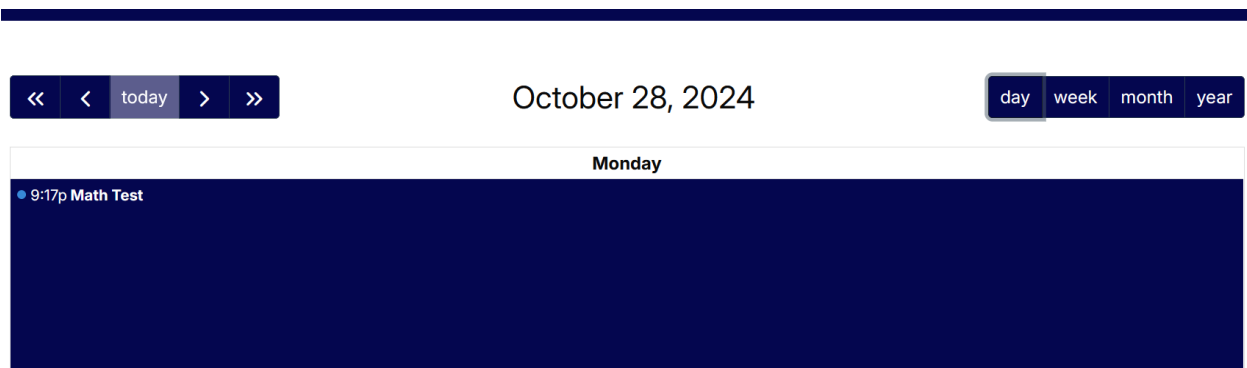 « < today > »
October 28, 2024
day week month year
Monday
9:17p Math Test